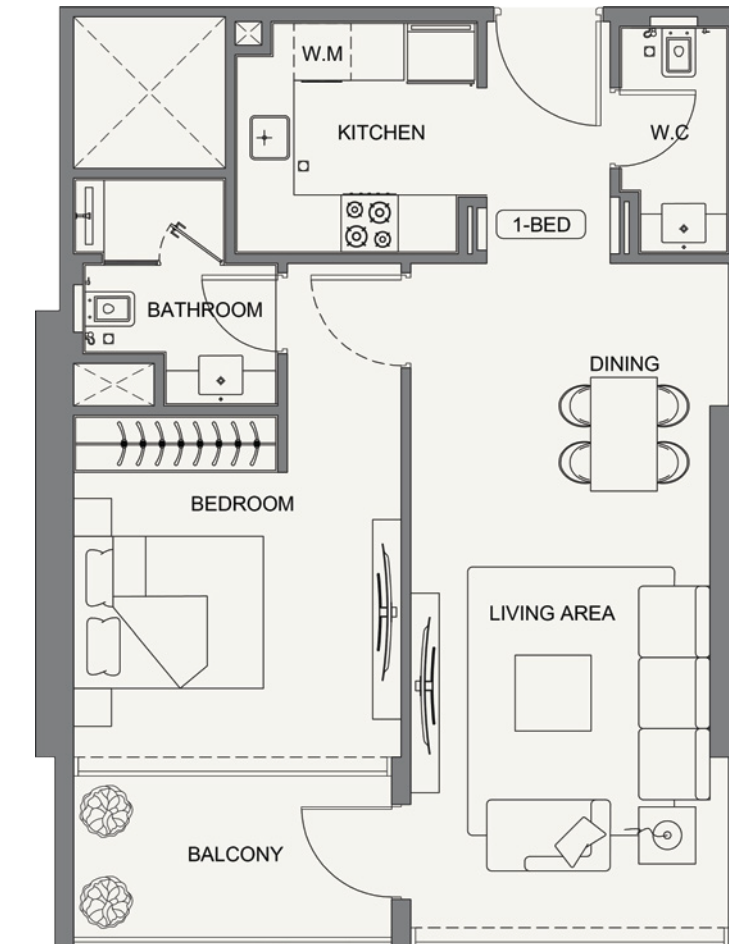 W.M
KITCHEN
W.C
1-BED
BATHROOM
DINING
BEDROOM
LIVING AREA
BALCONY